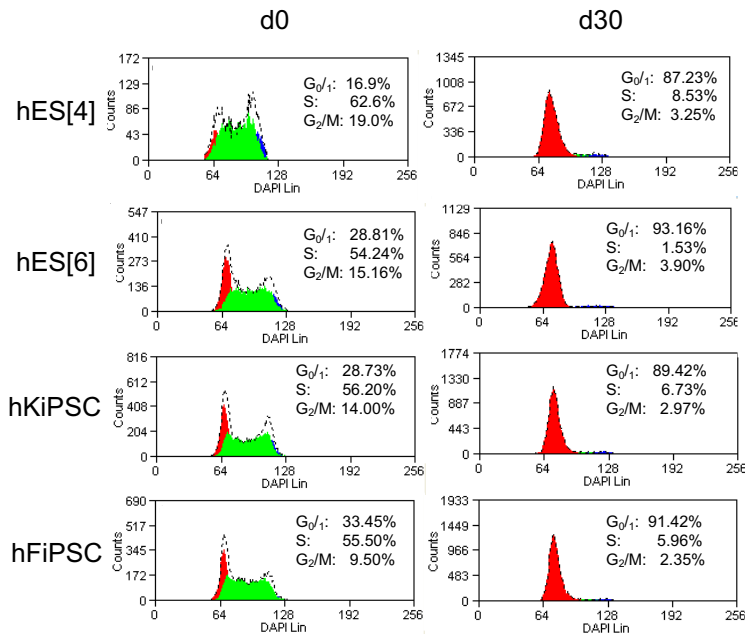 d0 d30
hES[4]
Counts
172
129
86
43
0
G0/1: 16.9%
S: 62.6%
G2/M: 19.0%
0 64 128 192 256
DAPI Lin
Counts
1345
1008
672
336
0
G0/1: 87.23%
S: 8.53%
G2/M: 3.25%
0 64 128 192 256
DAPI Lin
hES[6]
Counts
547
410
273
136
0
G0/1: 28.81%
S: 54.24%
G2/M: 15.16%
0 64 128 192 256
DAPI Lin
Counts
1129
846
564
282
0
G0/1: 93.16%
S: 1.53%
G2/M: 3.90%
0 64 128 192 256
DAPI Lin
hKiPSC
Counts
816
612
408
204
0
G0/1: 28.73%
S: 56.20%
G2/M: 14.00%
0 64 128 192 256
DAPI Lin
Counts
1774
1330
887
443
0
G0/1: 89.42%
S: 6.73%
G2/M: 2.97%
0 64 128 192 256
DAPI Lin
hFiPSC
Counts
690
517
345
172
0
G0/1: 33.45%
S: 55.50%
G2/M: 9.50%
0 64 128 192 256
DAPI Lin
Counts
1933
1449
966
483
0
G0/1: 91.42%
S: 5.96%
G2/M: 2.35%
0 64 128 192 256
DAPI Lin